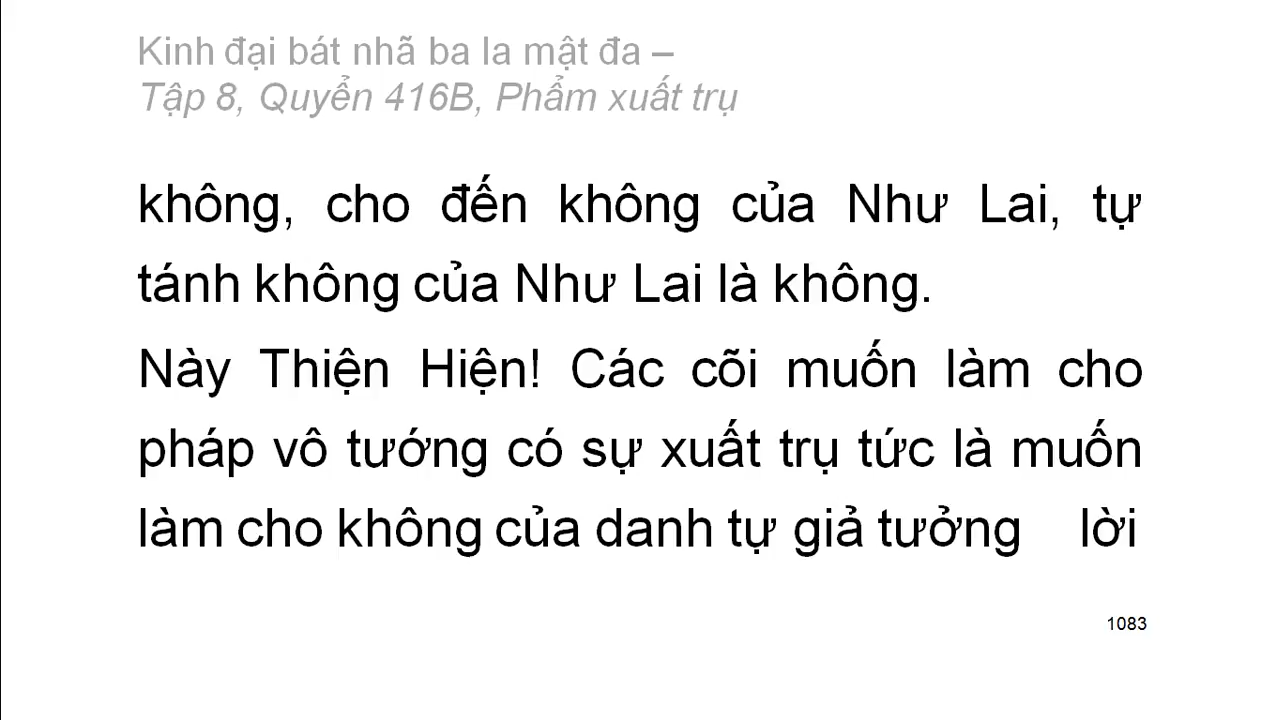 Kinh đại bát nhã ba la mật đa –
Tập 8, Quyển 416B, Phẩm xuất trụ
không, cho đến không của Như Lai, tự
tánh không của Như Lai là không.
Này Thiện Hiện! Các cõi muốn làm cho
pháp vô tướng có sự xuất trụ tức là muốn
làm cho không của danh tự giả tưởng lời
1083